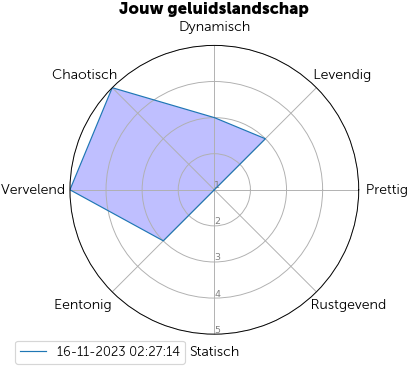 Jouw geluidslandschap
Dynamisch
Chaotisch
Levendig
Vervelend
Prettig
1
2
3
4
5
Eentonig
Rustgevend
16-11-2023 02:27:14
Statisch